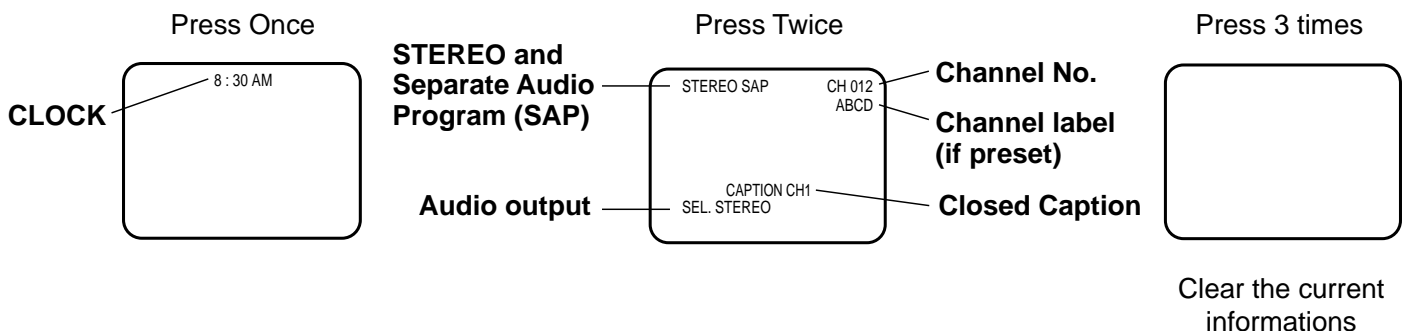 Press Once
8 : 30 AM
CLOCK
Press Twice
STEREO and
Separate Audio
Program (SAP)
STEREO SAP
CH 012
ABCD
Channel No.
Channel label
(if preset)
CAPTION CH1
SEL. STEREO
Audio output
Closed Caption
Press 3 times
Clear the current
informations